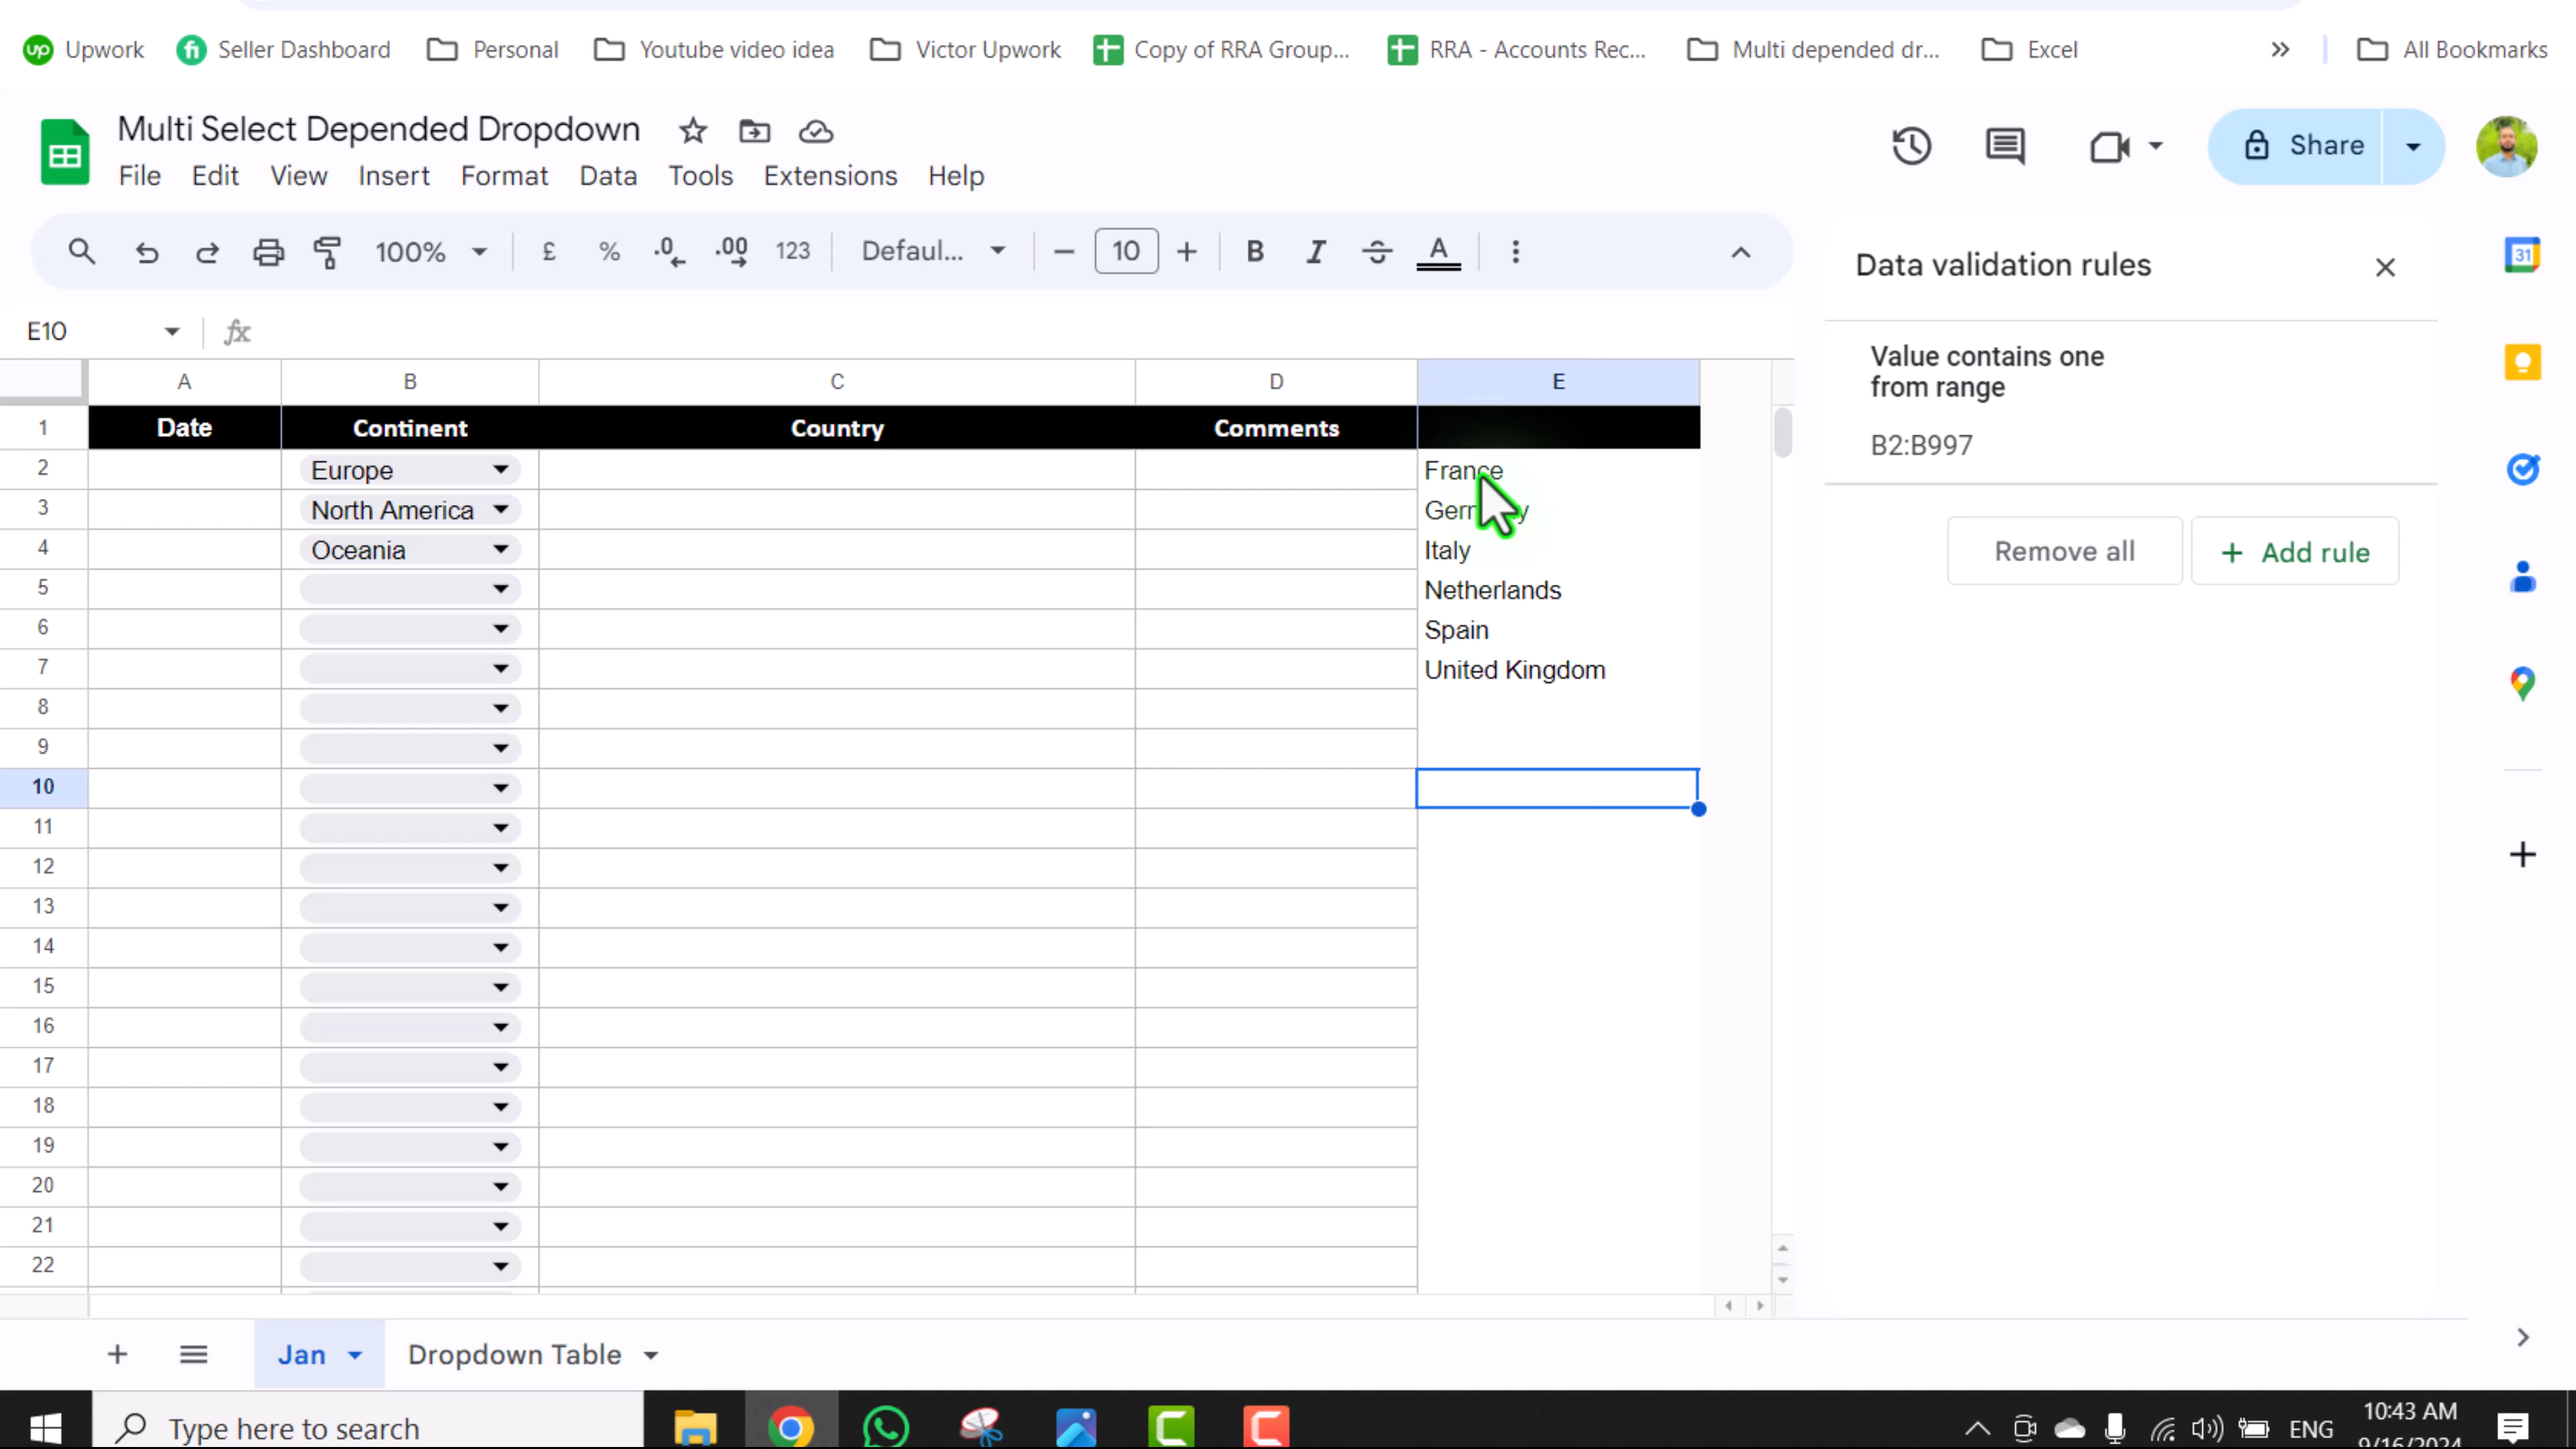 Upwork Seller Dashboard Personal Youtube video idea Victor Upwork Copy of RRA Group... RRA - Accounts Rec... Multi depended dr... Excel » All Bookmarks
Multi Select Depended Dropdown
File Edit View Insert Format Data Tools Extensions Help
Share
100% £ % .0 .00 123 Defaul... 10 B I S A
Data validation rules
E10 fx
Value contains one
from range
B2:B997
Remove all + Add rule
A B C D E
1 Date Continent Country Comments
2 Europe France
3 North America
4 Oceania Italy
5 Netherlands
6 Spain
7 United Kingdom
8
9
10
11
12
13
14
15
16
17
18
19
20
21
22
Jan Dropdown Table
Type here to search
ENG
10:43 AM
9/16/2024